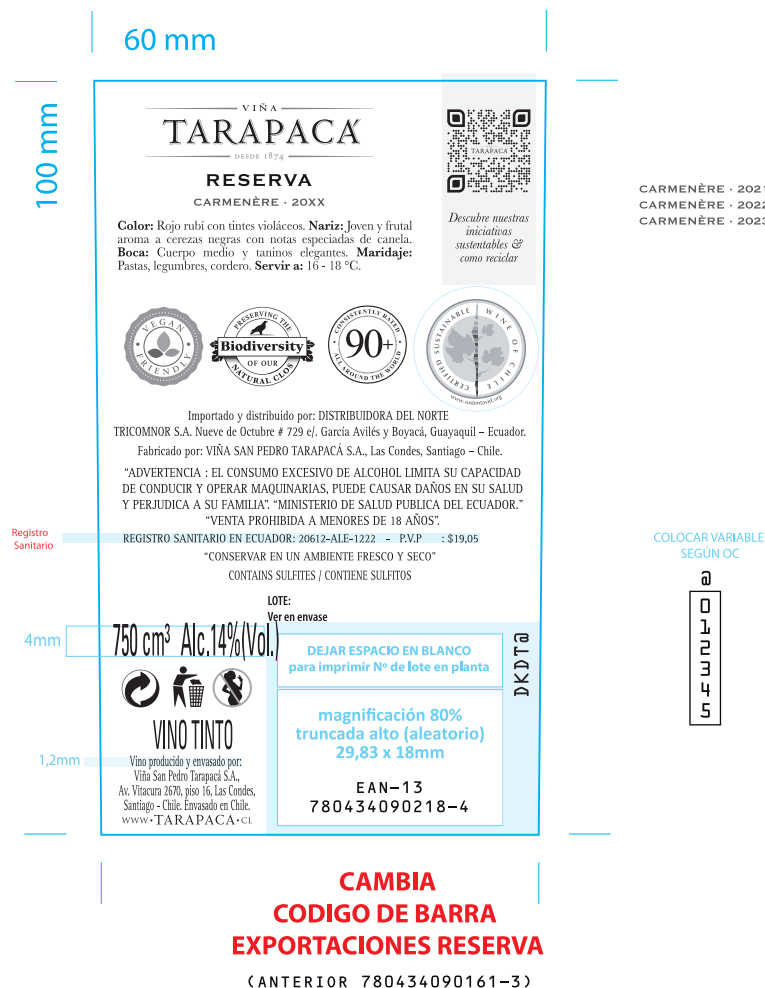 60 mm
100 mm
VIÑA
TARAPACÁ
DESDE 1874
RESERVA
CARMENÈRE · 20XX
Color: Rojo rubí con tintes violáceos. Nariz: Joven y frutal
aroma a cerezas negras con notas especiadas de canela.
Boca: Cuerpo medio y taninos elegantes. Maridaje:
Pastas, legumbres, cordero. Servir a: 16 - 18 °C.
TARAPACÁ
Descubre nuestras
iniciativas
sustentables &
como reciclar
CARMENÈRE · 2021
CARMENÈRE · 2022
CARMENÈRE · 2023
VEGAN
FRIENDLY
PRESERVING THE
Biodiversity
OF OUR
NATURAL CLOS
CONSISTENTLY RATED
90+
ALL AROUND THE WORLD
CERTIFIED SUSTAINABLE WINE OF CHILE
www.sustentavid.org
Importado y distribuido por: DISTRIBUIDORA DEL NORTE
TRICOMNOR S.A. Nueve de Octubre # 729 e/. García Avilés y Boyacá, Guayaquil – Ecuador.
Fabricado por: VIÑA SAN PEDRO TARAPACÁ S.A., Las Condes, Santiago – Chile.
“ADVERTENCIA : EL CONSUMO EXCESIVO DE ALCOHOL LIMITA SU CAPACIDAD
DE CONDUCIR Y OPERAR MAQUINARIAS, PUEDE CAUSAR DAÑOS EN SU SALUD
Y PERJUDICA A SU FAMILIA”. “MINISTERIO DE SALUD PUBLICA DEL ECUADOR.”
“VENTA PROHIBIDA A MENORES DE 18 AÑOS”.
Registro
Sanitario
REGISTRO SANITARIO EN ECUADOR: 20612-ALE-1222 - P.V.P : $19,05
“CONSERVAR EN UN AMBIENTE FRESCO Y SECO”
CONTAINS SULFITES / CONTIENE SULFITOS
COLOCAR VARIABLE
SEGÚN OC
@
0
1
2
3
4
5
LOTE:
Ver en envase
4mm
750 cm³ Alc.14%(Vol.)
DEJAR ESPACIO EN BLANCO
para imprimir Nº de lote en planta
DKDT@
magnificación 80%
truncada alto (aleatorio)
29,83 x 18mm
EAN-13
780434090218-4
VINO TINTO
1,2mm
Vino producido y envasado por:
Viña San Pedro Tarapacá S.A.,
Av. Vitacura 2670, piso 16, Las Condes,
Santiago - Chile. Envasado en Chile.
WWW·TARAPACA·CL
CAMBIA
CODIGO DE BARRA
EXPORTACIONES RESERVA
(ANTERIOR 780434090161-3)